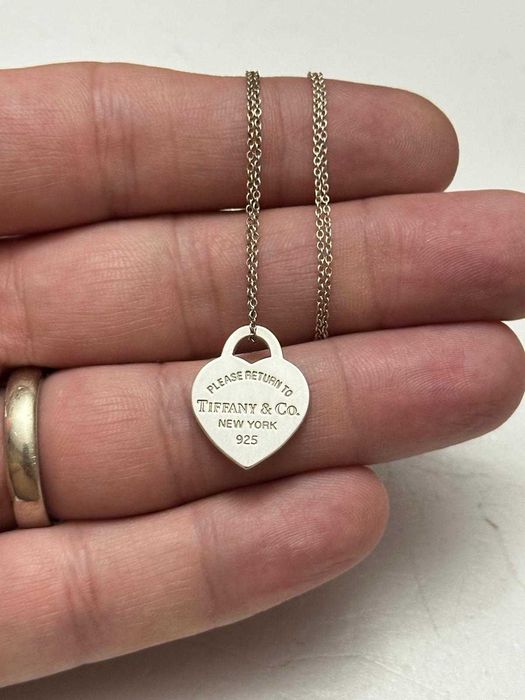 PLEASE RETURN TO
TIFFANY & CO.
NEW YORK
925